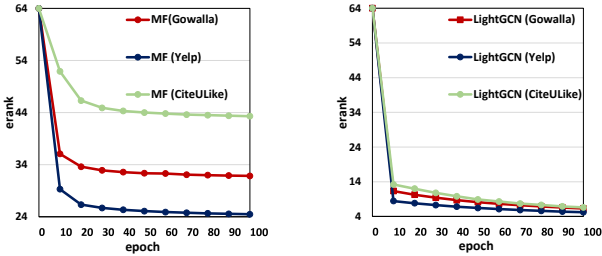 64
54
44
34
24
erank
MF(Gowalla)
MF (Yelp)
MF (CiteULike)
0 10 20 30 40 50 60 70 80 90 100
epoch
64
54
44
34
24
14
4
erank
LightGCN (Gowalla)
LightGCN (Yelp)
LightGCN (CiteULike)
0 10 20 30 40 50 60 70 80 90 100
epoch